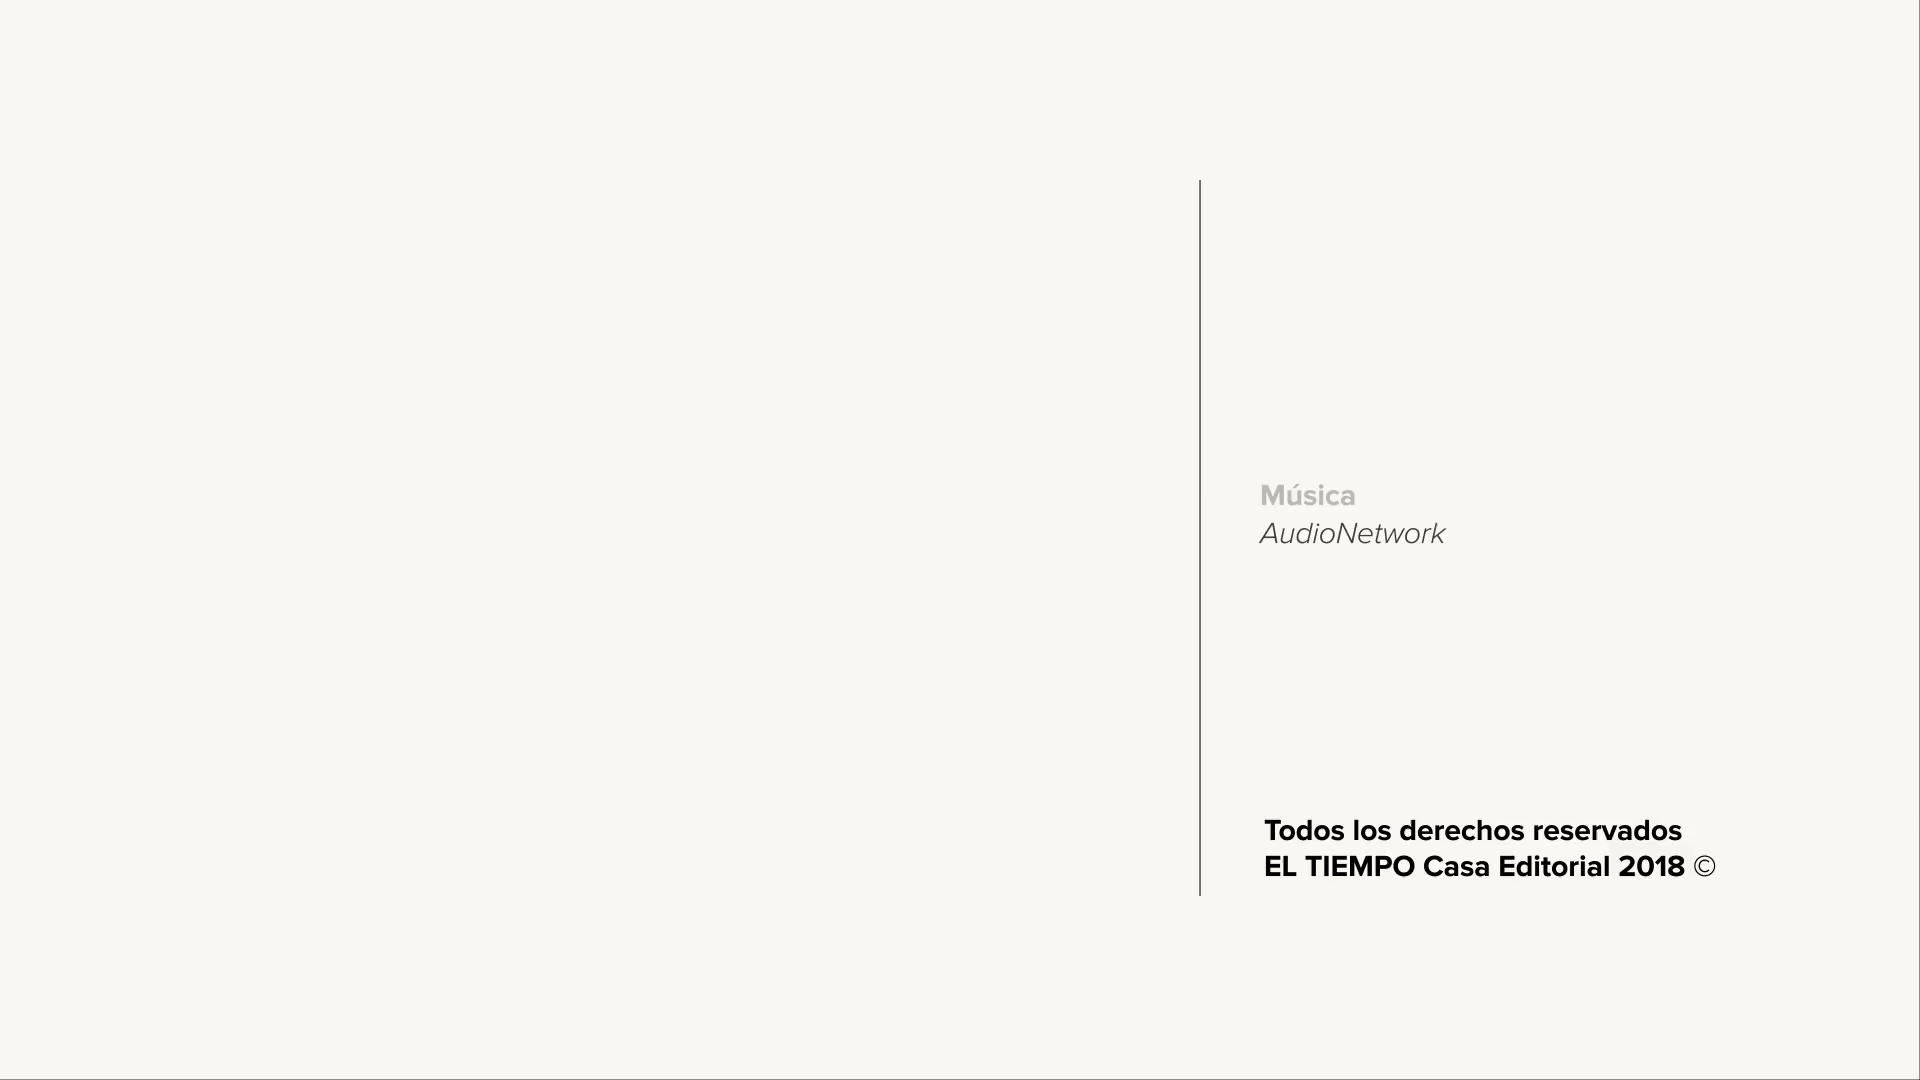 Música
AudioNetwork
Todos los derechos reservados
EL TIEMPO Casa Editorial 2018 ©